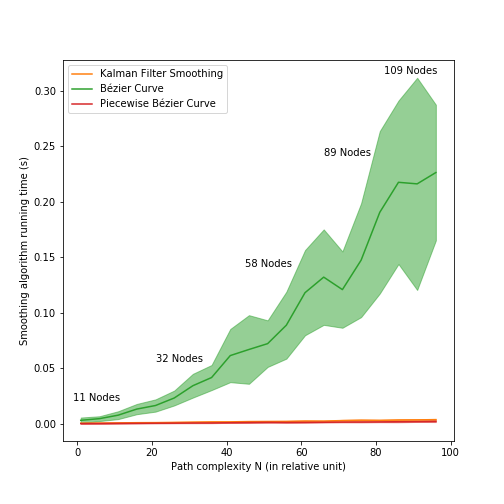 Kalman Filter Smoothing
Bézier Curve
Piecewise Bézier Curve
109 Nodes
89 Nodes
58 Nodes
32 Nodes
11 Nodes
Smoothing algorithm running time (s)
0.30
0.25
0.20
0.15
0.10
0.05
0.00
0 20 40 60 80 100
Path complexity N (in relative unit)